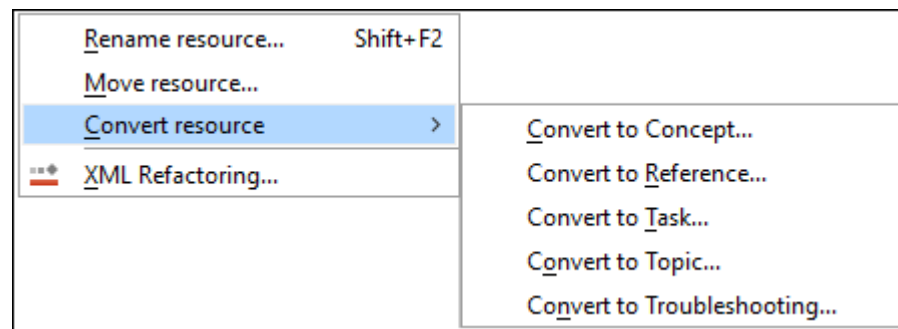 Rename resource... Shift+F2
Move resource...
Convert resource
XML Refactoring...
Convert to Concept...
Convert to Reference...
Convert to Task...
Convert to Topic...
Convert to Troubleshooting...